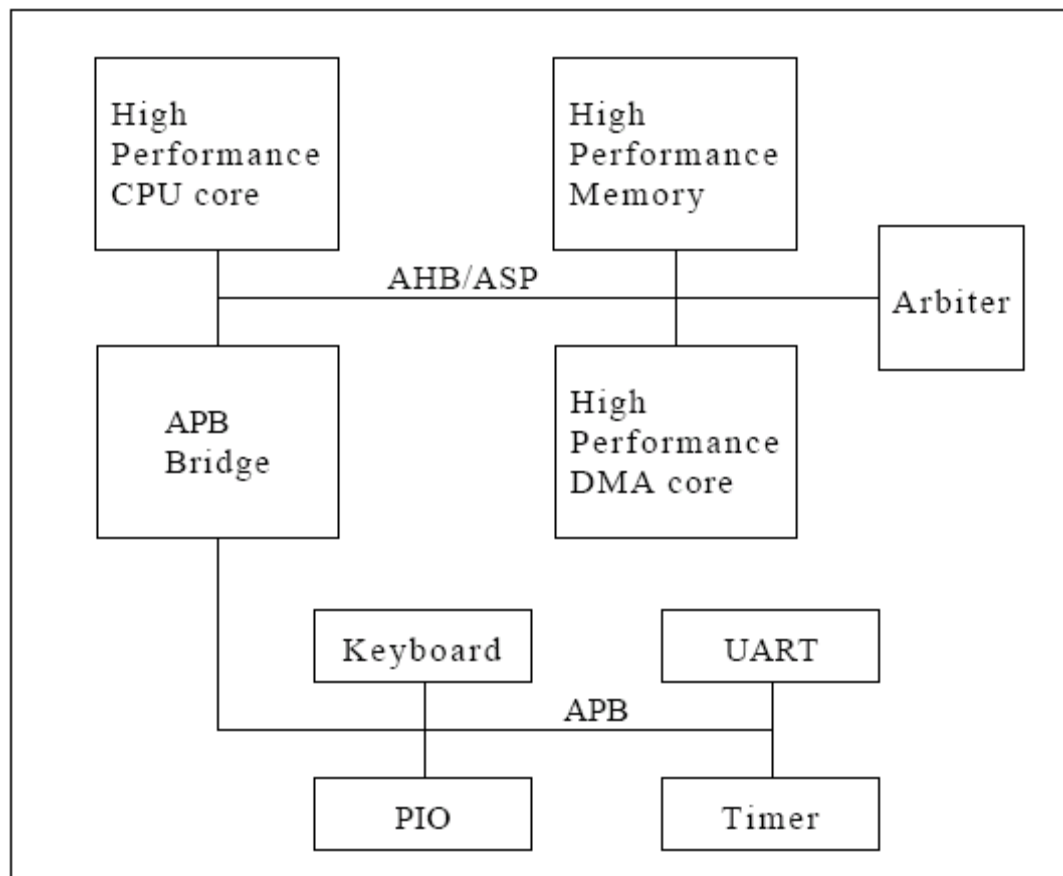 High
Performance
CPU core
High
Performance
Memory
AHB/ASP
Arbiter
APB
Bridge
High
Performance
DMA core
Keyboard
UART
APB
PIO
Timer